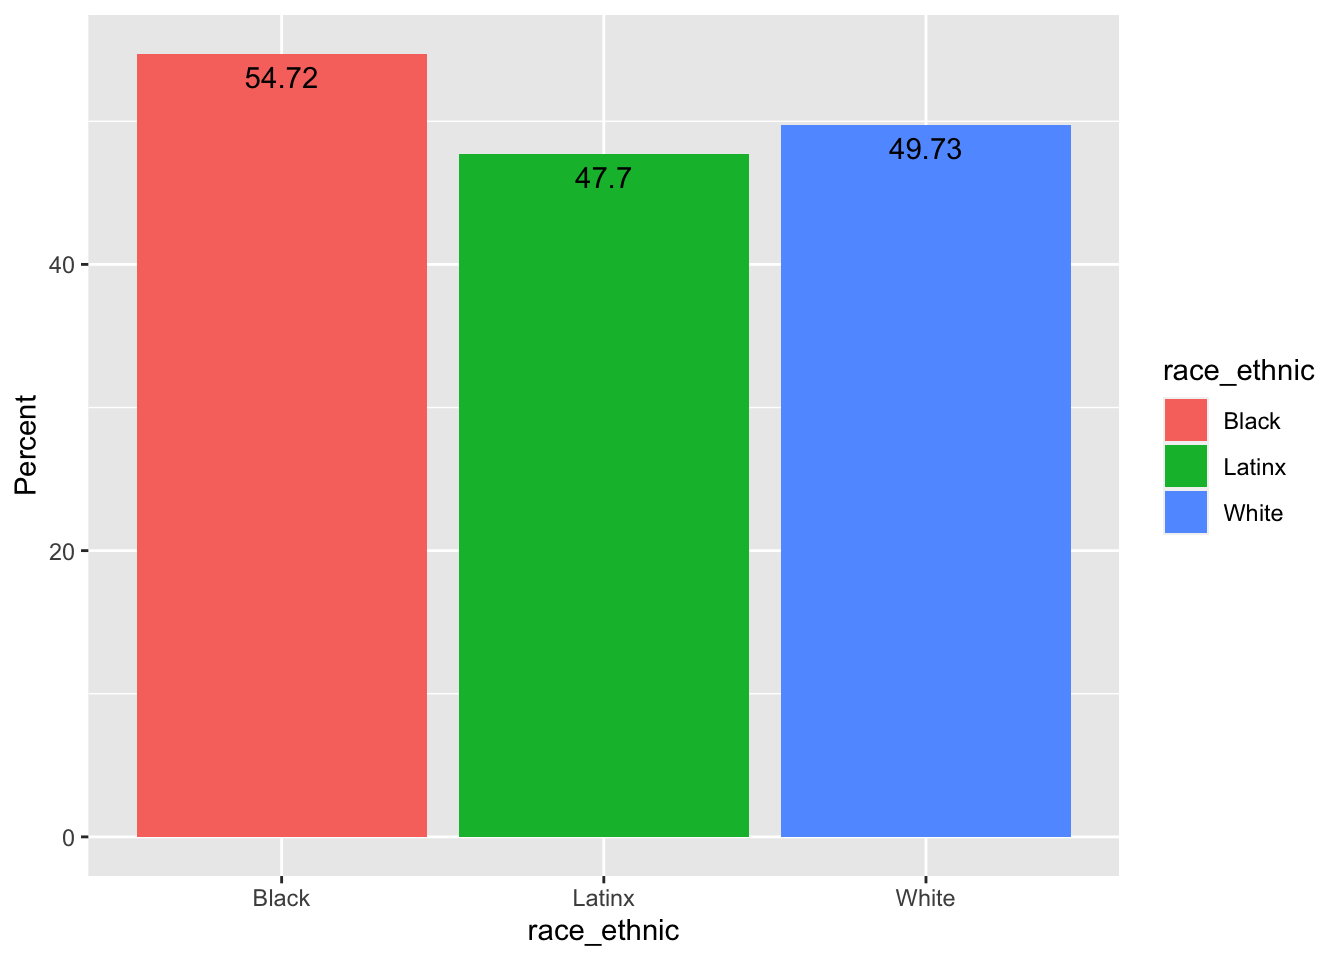 54.72
47.7
49.73
40
20
0
Percent
Black
Latinx
White
race_ethnic
race_ethnic
Black
Latinx
White